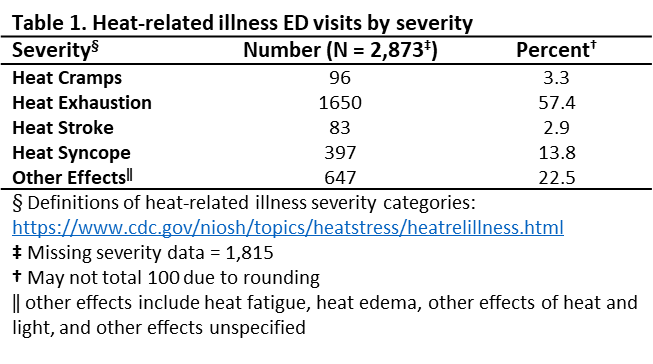 Table 1. Heat-related illness ED visits by severity
Severity§ Number (N = 2,873‡) Percent†
Heat Cramps 96 3.3
Heat Exhaustion 1650 57.4
Heat Stroke 83 2.9
Heat Syncope 397 13.8
Other Effects‖ 647 22.5
§ Definitions of heat-related illness severity categories:
https://www.cdc.gov/niosh/topics/heatstress/heatrelillness.html
‡ Missing severity data = 1,815
† May not total 100 due to rounding
‖ other effects include heat fatigue, heat edema, other effects of heat and
light, and other effects unspecified